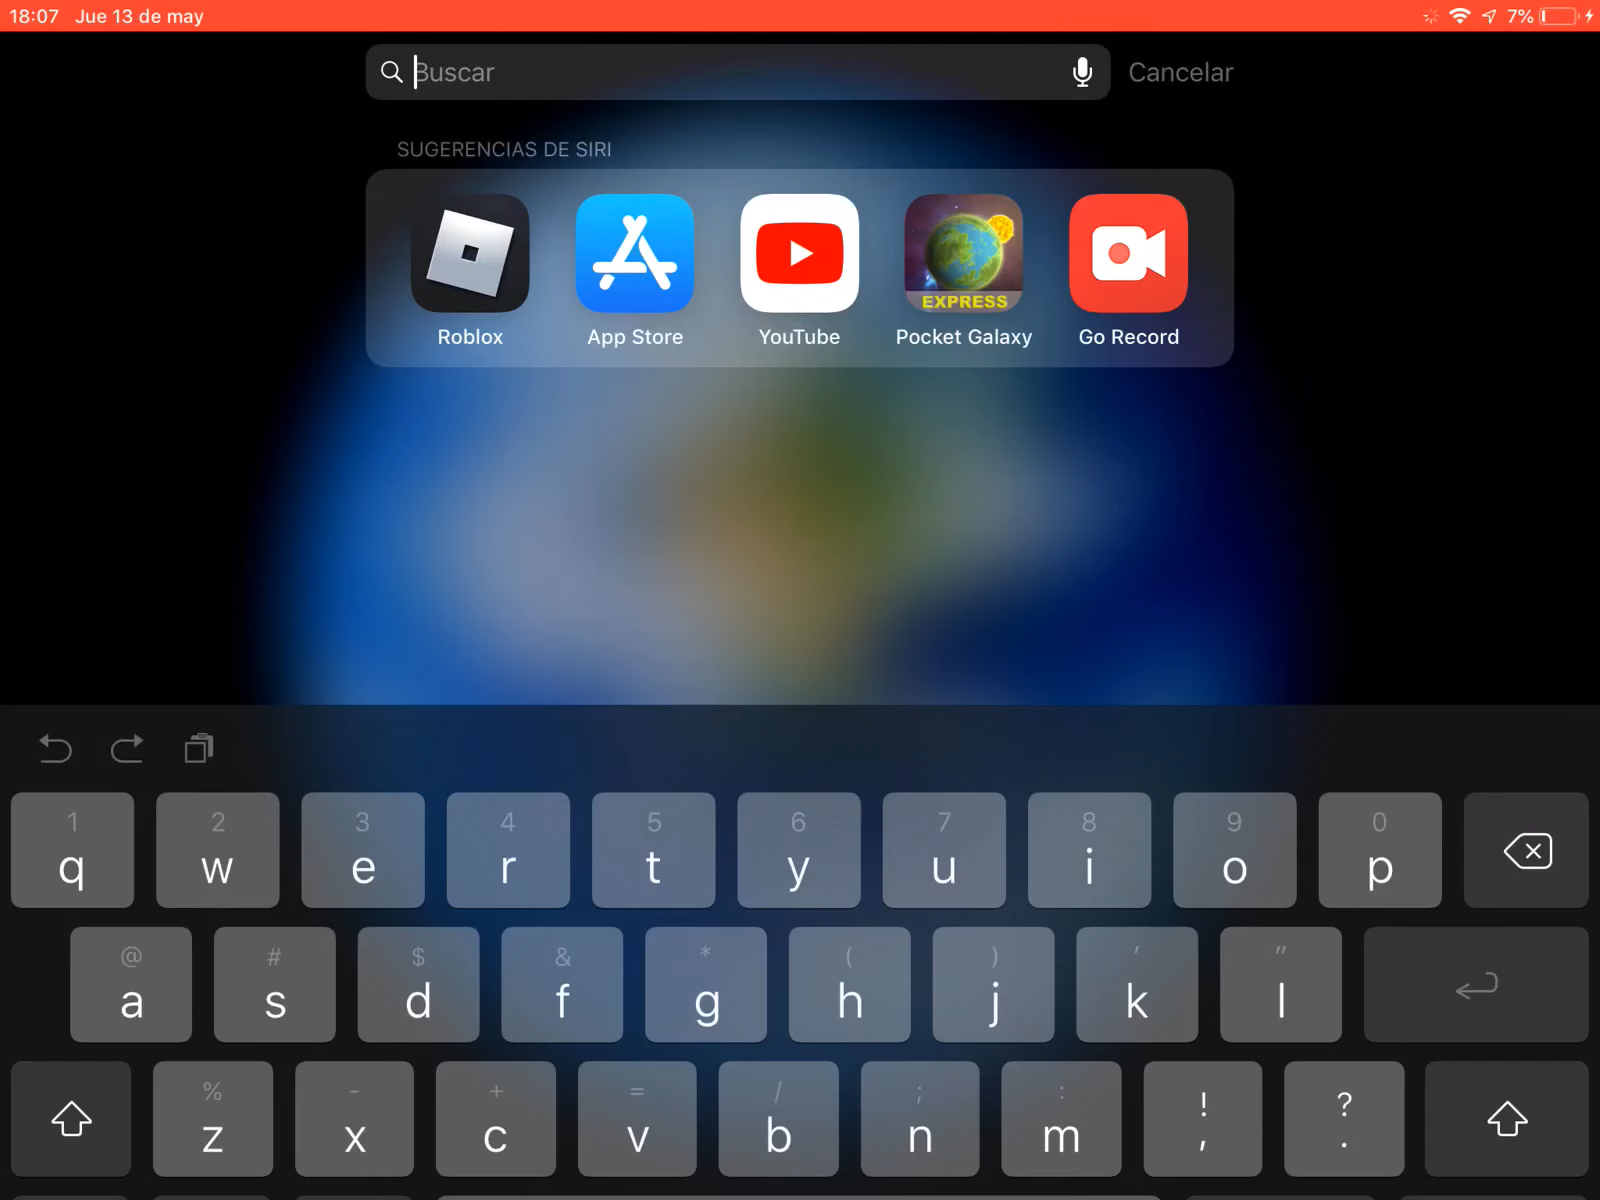 18:07 Jue 13 de may 7%
Buscar Cancelar
SUGERENCIAS DE SIRI
EXPRESS
Roblox App Store YouTube Pocket Galaxy Go Record
1 2 3 4 5 6 7 8 9 0
q w e r t y u i o p
@ # $ & * ( ) ' "
a s d f g h j k l
% - + = / ; : ! ?
z x c v b n m , .